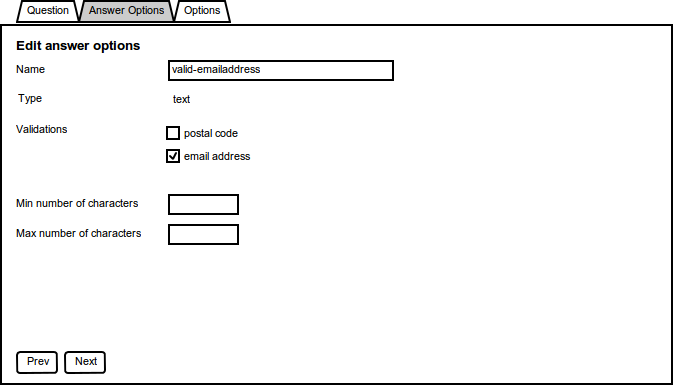 Question Answer Options Options
Edit answer options
Name valid-emailaddress
Type text
Validations postal code
email address
Min number of characters
Max number of characters
Prev Next